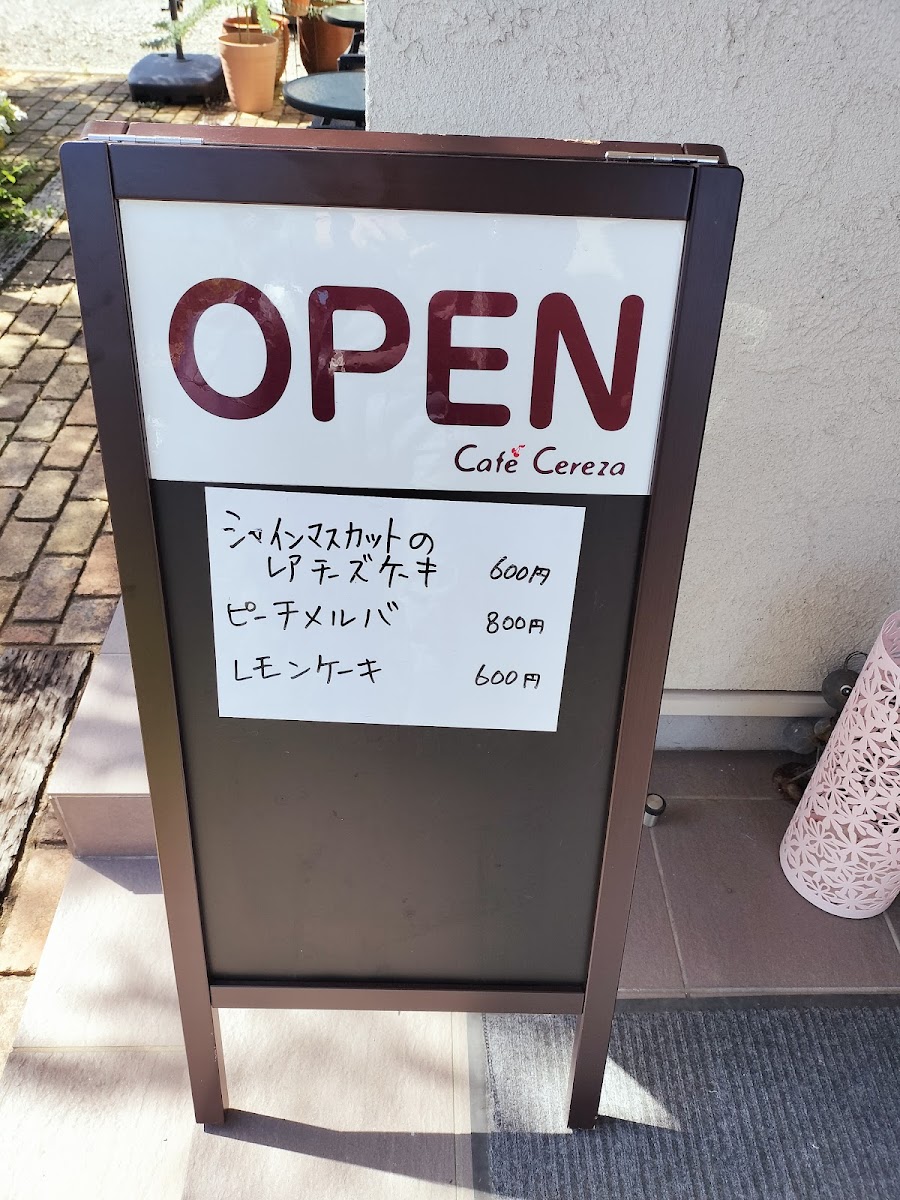 OPEN
Café Cereza
シャインマスカットの
レアチーズケーキ 600円
ピーチメルバ 800円
レモンケーキ 600円